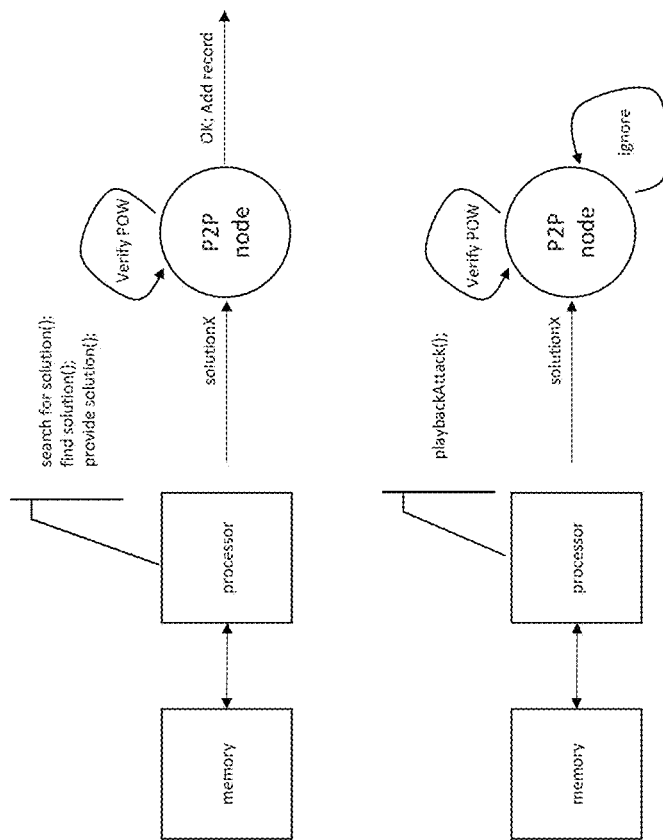 search for solution();
find solution();
provide solution();
memory
processor
solutionX
Verify POW
P2P
node
OK; Add record
playbackAttack();
memory
processor
solutionX
Verify POW
P2P
node
ignore